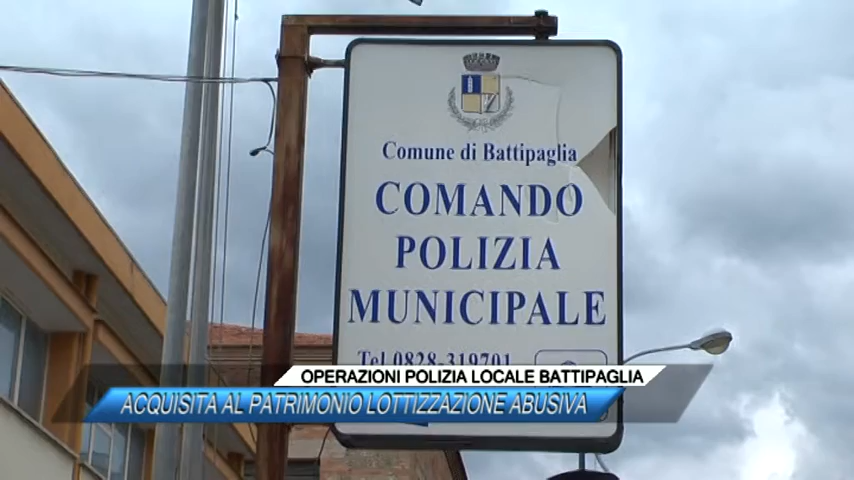 Comune di Battipaglia
COMANDO
POLIZIA
MUNICIPALE
Tel. 0828-319701
OPERAZIONI POLIZIA LOCALE BATTIPAGLIA
ACQUISITA AL PATRIMONIO LOTTIZZAZIONE ABUSIVA